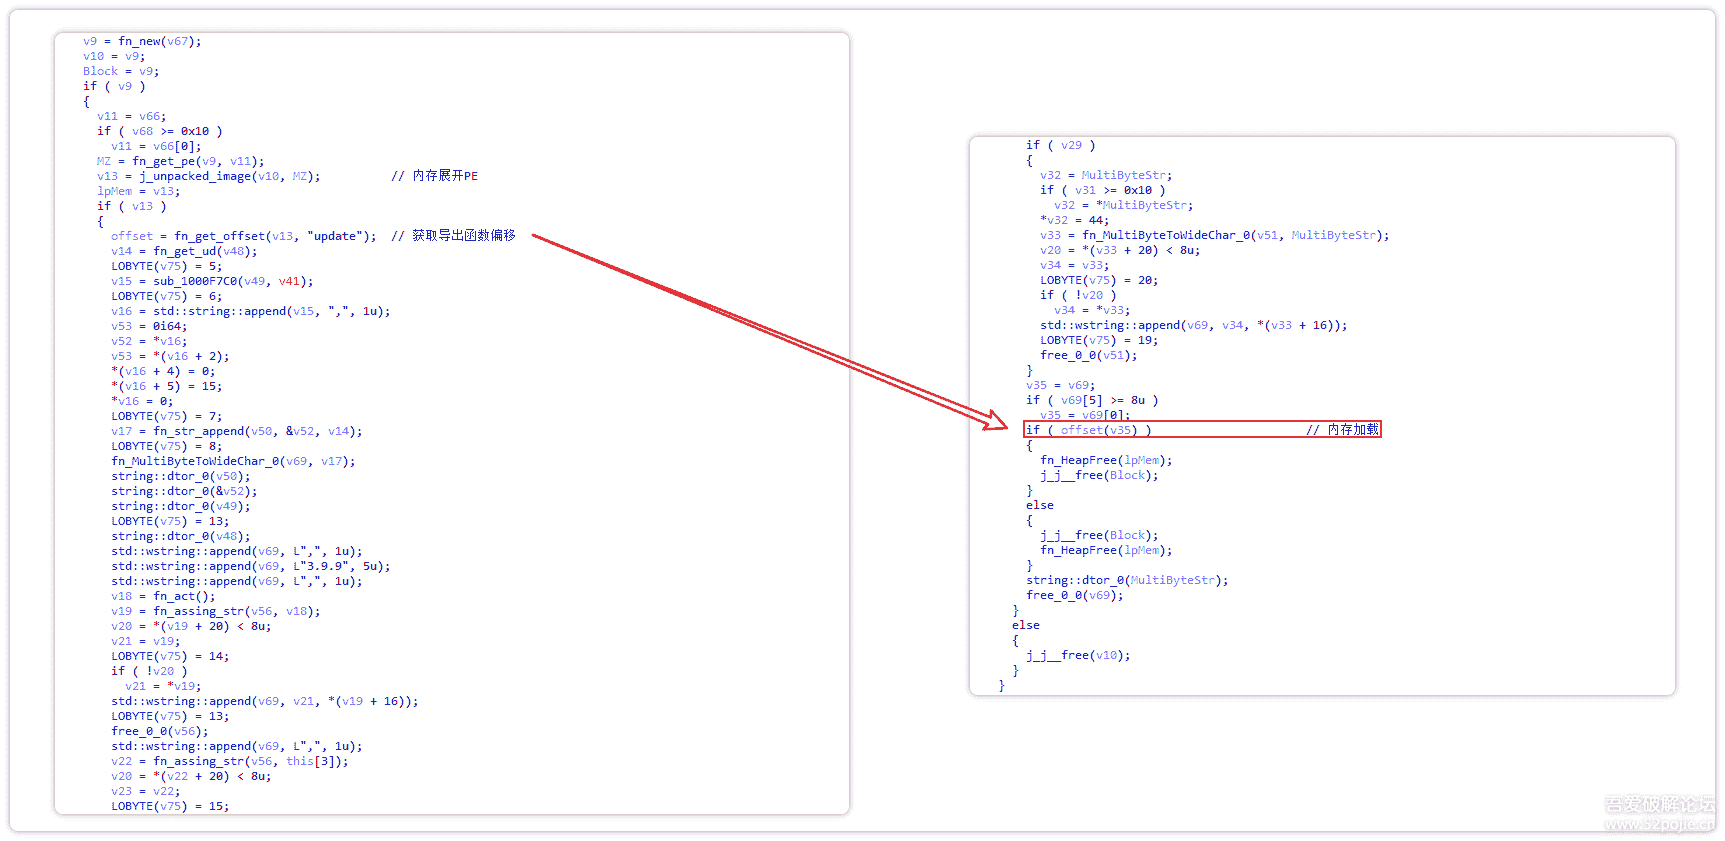 v9 = fn_new(v67);
v10 = v9;
Block = v9;
if ( v9 )
{
v11 = v66;
if ( v68 >= 0x10 )
v11 = v66[0];
MZ = fn_get_pe(v9, v11);
v13 = j_unpacked_image(v10, MZ); // 内存展开PE
lpMem = v13;
if ( v13 )
{
offset = fn_get_offset(v13, "update"); // 获取导出函数偏移
v14 = fn_get_ud(v48);
LOBYTE(v75) = 5;
v15 = sub_1000F7C0(v49, v41);
LOBYTE(v75) = 6;
v16 = std::string::append(v15, ",", 1u);
v53 = 0i64;
v52 = *v16;
v53 = *(v16 + 2);
*(v16 + 4) = 0;
*(v16 + 5) = 15;
*v16 = 0;
LOBYTE(v75) = 7;
v17 = fn_str_append(v50, &v52, v14);
LOBYTE(v75) = 8;
fn_MultiByteToWideChar_0(v69, v17);
string::dtor_0(v50);
string::dtor_0(&v52);
string::dtor_0(v49);
LOBYTE(v75) = 13;
string::dtor_0(v48);
std::wstring::append(v69, L",", 1u);
std::wstring::append(v69, L"3.9.9", 5u);
std::wstring::append(v69, L",", 1u);
v18 = fn_act();
v19 = fn_assing_str(v56, v18);
v20 = *(v19 + 20) < 8u;
v21 = v19;
LOBYTE(v75) = 14;
if ( !v20 )
v21 = *v19;
std::wstring::append(v69, v21, *(v19 + 16));
LOBYTE(v75) = 13;
free_0_0(v56);
std::wstring::append(v69, L",", 1u);
v22 = fn_assing_str(v56, this[3]);
v20 = *(v22 + 20) < 8u;
v23 = v22;
LOBYTE(v75) = 15;
if ( v29 )
{
v32 = MultiByteStr;
if ( v31 >= 0x10 )
v32 = *MultiByteStr;
*v32 = 44;
v33 = fn_MultiByteToWideChar_0(v51, MultiByteStr);
v20 = *(v33 + 20) < 8u;
v34 = v33;
LOBYTE(v75) = 20;
if ( !v20 )
v34 = *v33;
std::wstring::append(v69, v34, *(v33 + 16));
LOBYTE(v75) = 19;
free_0_0(v51);
}
v35 = v69;
if ( v69[5] >= 8u )
v35 = v69[0];
if ( offset(v35) ) // 内存加载
{
fn_HeapFree(lpMem);
j_j__free(Block);
}
else
{
j_j__free(Block);
fn_HeapFree(lpMem);
}
string::dtor_0(MultiByteStr);
free_0_0(v69);
}
else
{
j_j__free(v10);
}
}
吾爱破解论坛
www.52pojie.cn